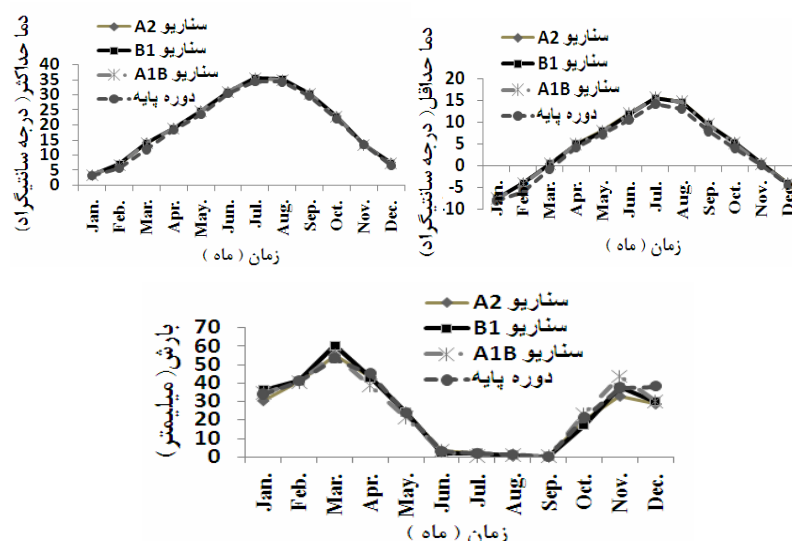 سناریو A2
سناریو B1
سناریو A1B
دوره پایه
دما حداکثر( درجه سانتیگراد)
40
35
30
25
20
15
10
5
0
Jan. Feb. Mar. Apr. May. Jun. Jul. Aug. Sep. Oct. Nov. Dec.
زمان ( ماه )
سناریو A2
سناریو B1
سناریو A1B
دوره پایه
دما حداقل( درجه سانتیگراد)
20
15
10
5
0
-5
-10
Jan. Feb. Mar. Apr. May. Jun. Jul. Aug. Sep. Oct. Nov. Dec.
زمان ( ماه )
سناریو A2
سناریو B1
سناریو A1B
دوره پایه
بارش( میلیمتر)
70
60
50
40
30
20
10
0
Jan. Feb. Mar. Apr. May. Jun. Jul. Aug. Sep. Oct. Nov. Dec.
زمان ( ماه )